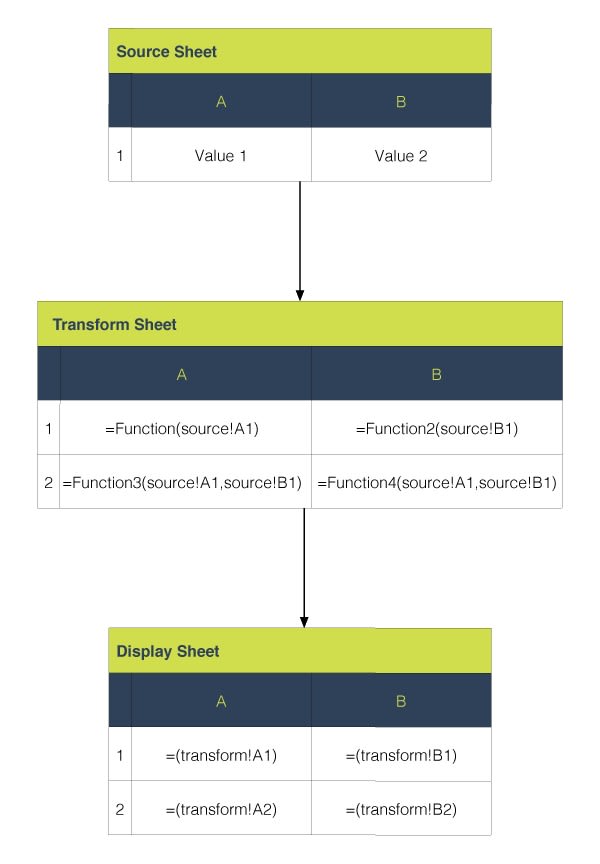 Source Sheet
A B
1 Value 1 Value 2
Transform Sheet
A B
1 =Function(source!A1) =Function2(source!B1)
2 =Function3(source!A1,source!B1) =Function4(source!A1,source!B1)
Display Sheet
A B
1 =(transform!A1) =(transform!B1)
2 =(transform!A2) =(transform!B2)